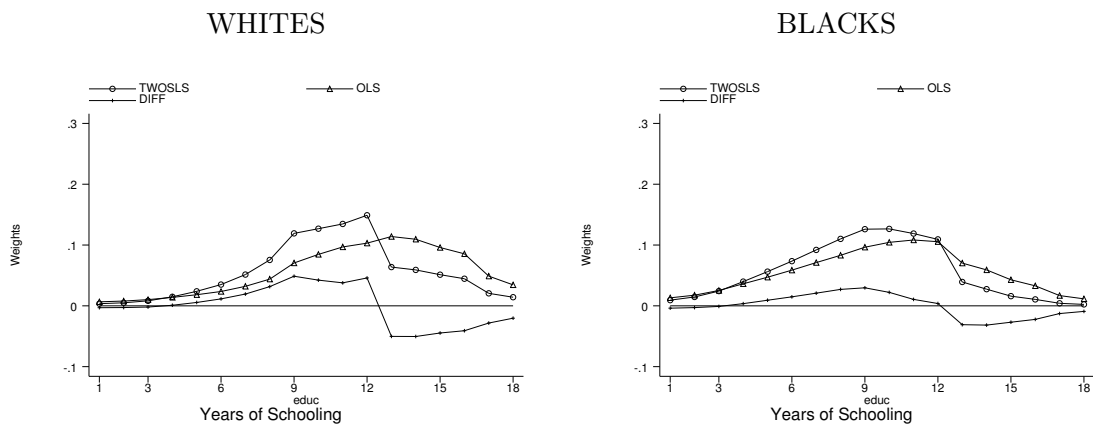 WHITES
TWOSLS OLS
DIFF
.3
.2
.1
0
-.1
Weights
1 3 6 9 12 15 18
educ
Years of Schooling
BLACKS
TWOSLS OLS
DIFF
.3
.2
.1
0
-.1
Weights
1 3 6 9 12 15 18
educ
Years of Schooling